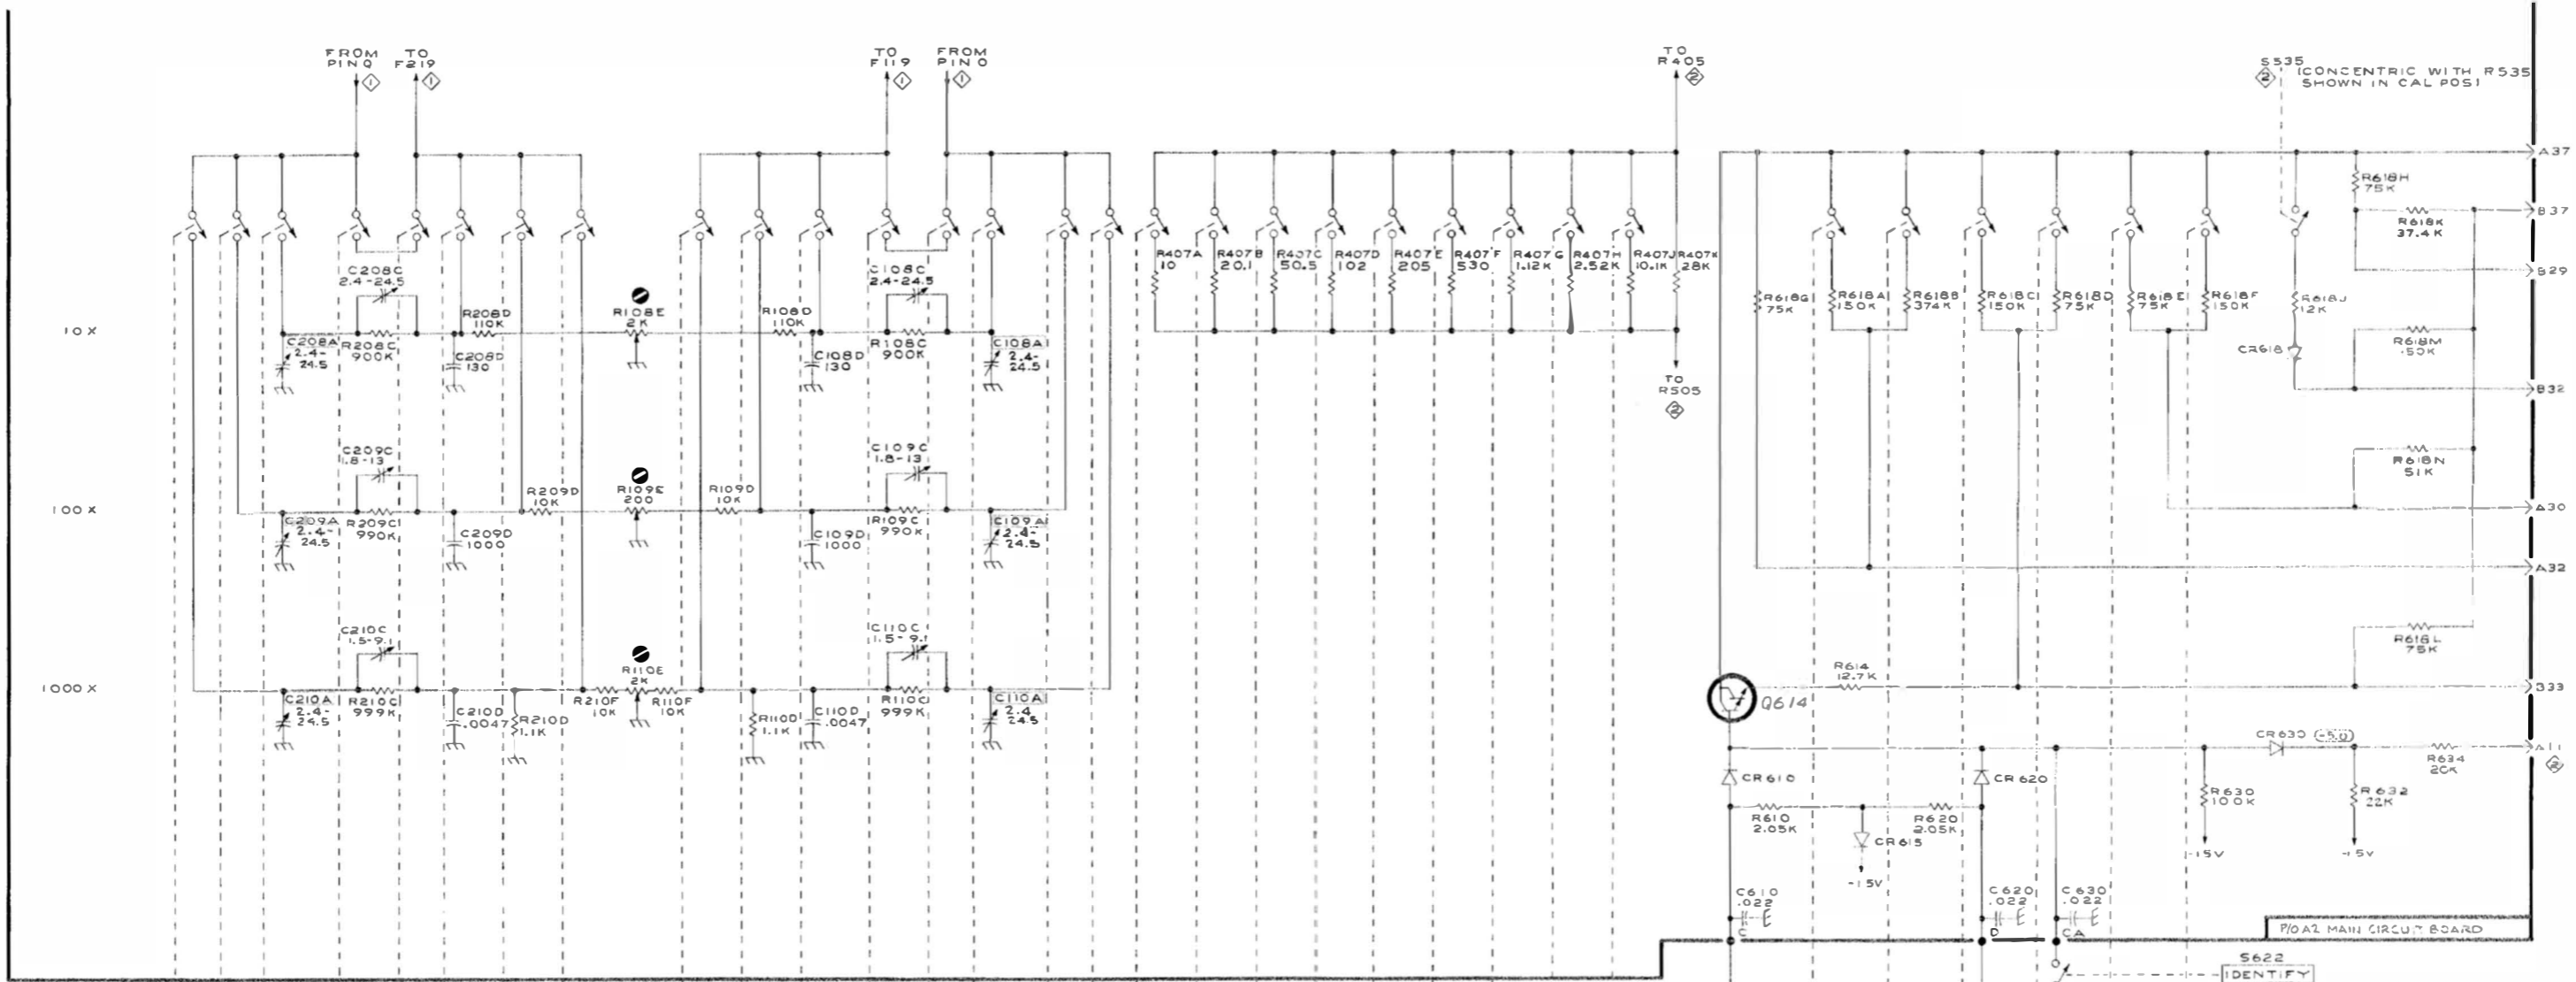 FROM
PIN Q
1
TO
F219
1
TO
F119
1
FROM
PIN O
1
TO
R405
2
S535
2
(CONCENTRIC WITH R535
SHOWN IN CAL POS)
A37
R618H
75K
B37
R618K
37.4K
B29
R407A
10
R407B
20.1
R407C
50.5
R407D
102
R407E
205
R407F
530
R407G
1.12K
R407H
2.52K
R407J
10.1K
R407K
28K
C208C
2.4-24.5
C108C
2.4-24.5
R618G
75K
R618A
150K
R618B
374K
R618C
150K
R618D
75K
R618E
75K
R618F
150K
R618J
12K
10X
R208D
110K
R108E
2K
R108D
110K
C208A
2.4-
24.5
R208C
900K
C208D
130
C108D
130
R108C
900K
C108A
2.4-
24.5
CR618
R618M
150K
TO
R505
2
B32
C209C
1.8-13
C109C
1.8-13
R618N
51K
100X
R209D
10K
R109E
200
R109D
10K
A30
C209A
2.4-
24.5
R209C
990K
C209D
1000
C109D
1000
R109C
990K
C109A
2.4-
24.5
A32
C210C
1.5-9.1
C110C
1.5-9.1
R618L
75K
1000X
R110E
2K
R614
12.7K
B33
C210A
2.4-
24.5
R210C
999K
C210D
.0047
R210D
1.1K
R210F
10K
R110F
10K
R110D
1.1K
C110D
.0047
R110C
999K
C110A
2.4
24.5
Q614
CR630
(-5.0)
A11
2
R634
20K
CR610
CR620
R630
100K
R632
22K
R610
2.05K
R620
2.05K
CR615
-15V
-15V
-15V
C610
.022
C620
.022
C630
.022
C
D
CA
P/O A2 MAIN CIRCUIT BOARD
S622
IDENTIFY